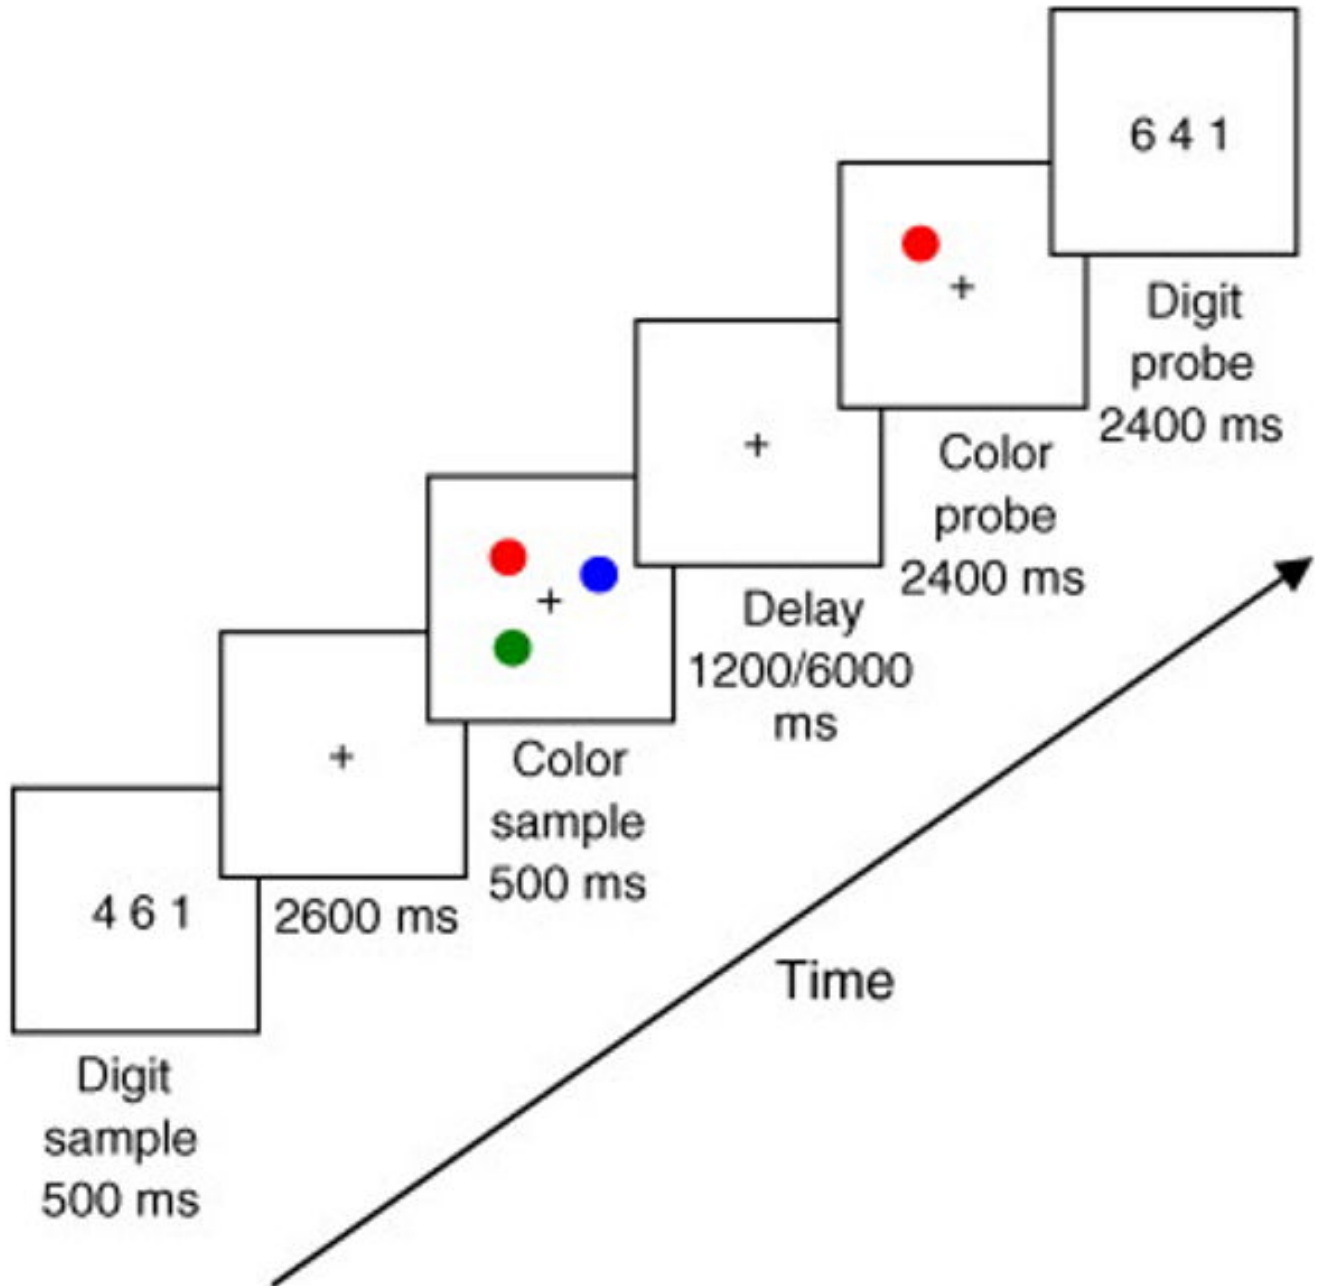 6 4 1
Digit
probe
2400 ms
+
Color
probe
2400 ms
+
Delay
1200/6000
ms
+
Color
sample
500 ms
+
2600 ms
4 6 1
Digit
sample
500 ms
Time